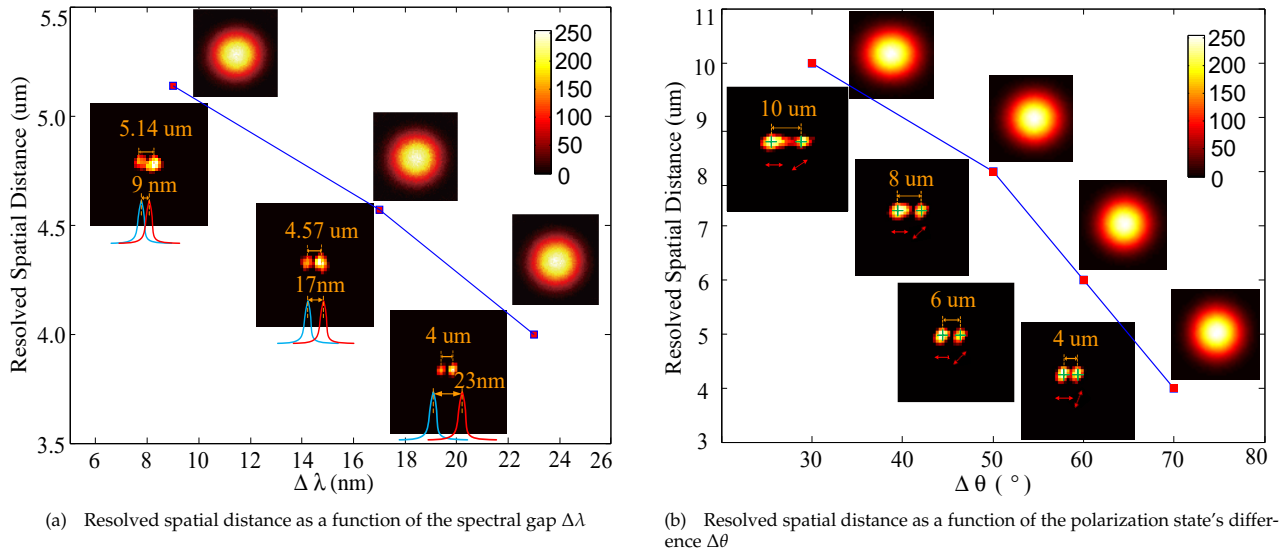 5.5
5.0
4.5
4.0
3.5
6
8
10
12
14
16
18
20
22
24
26
Resolved Spatial Distance (um)
Δ λ (nm)
250
200
150
100
50
0
5.14 um
9 nm
4.57 um
17nm
4 um
23nm
(a) Resolved spatial distance as a function of the spectral gap Δλ
11
10
8
8
7
6
5
4
3
30
40
50
60
70
80
Resolved Spatial Distance (um)
Δ θ ( ° )
250
200
150
100
50
0
10 um
8 um
6 um
4 um
(b) Resolved spatial distance as a function of the polarization state's differ-
ence Δθ